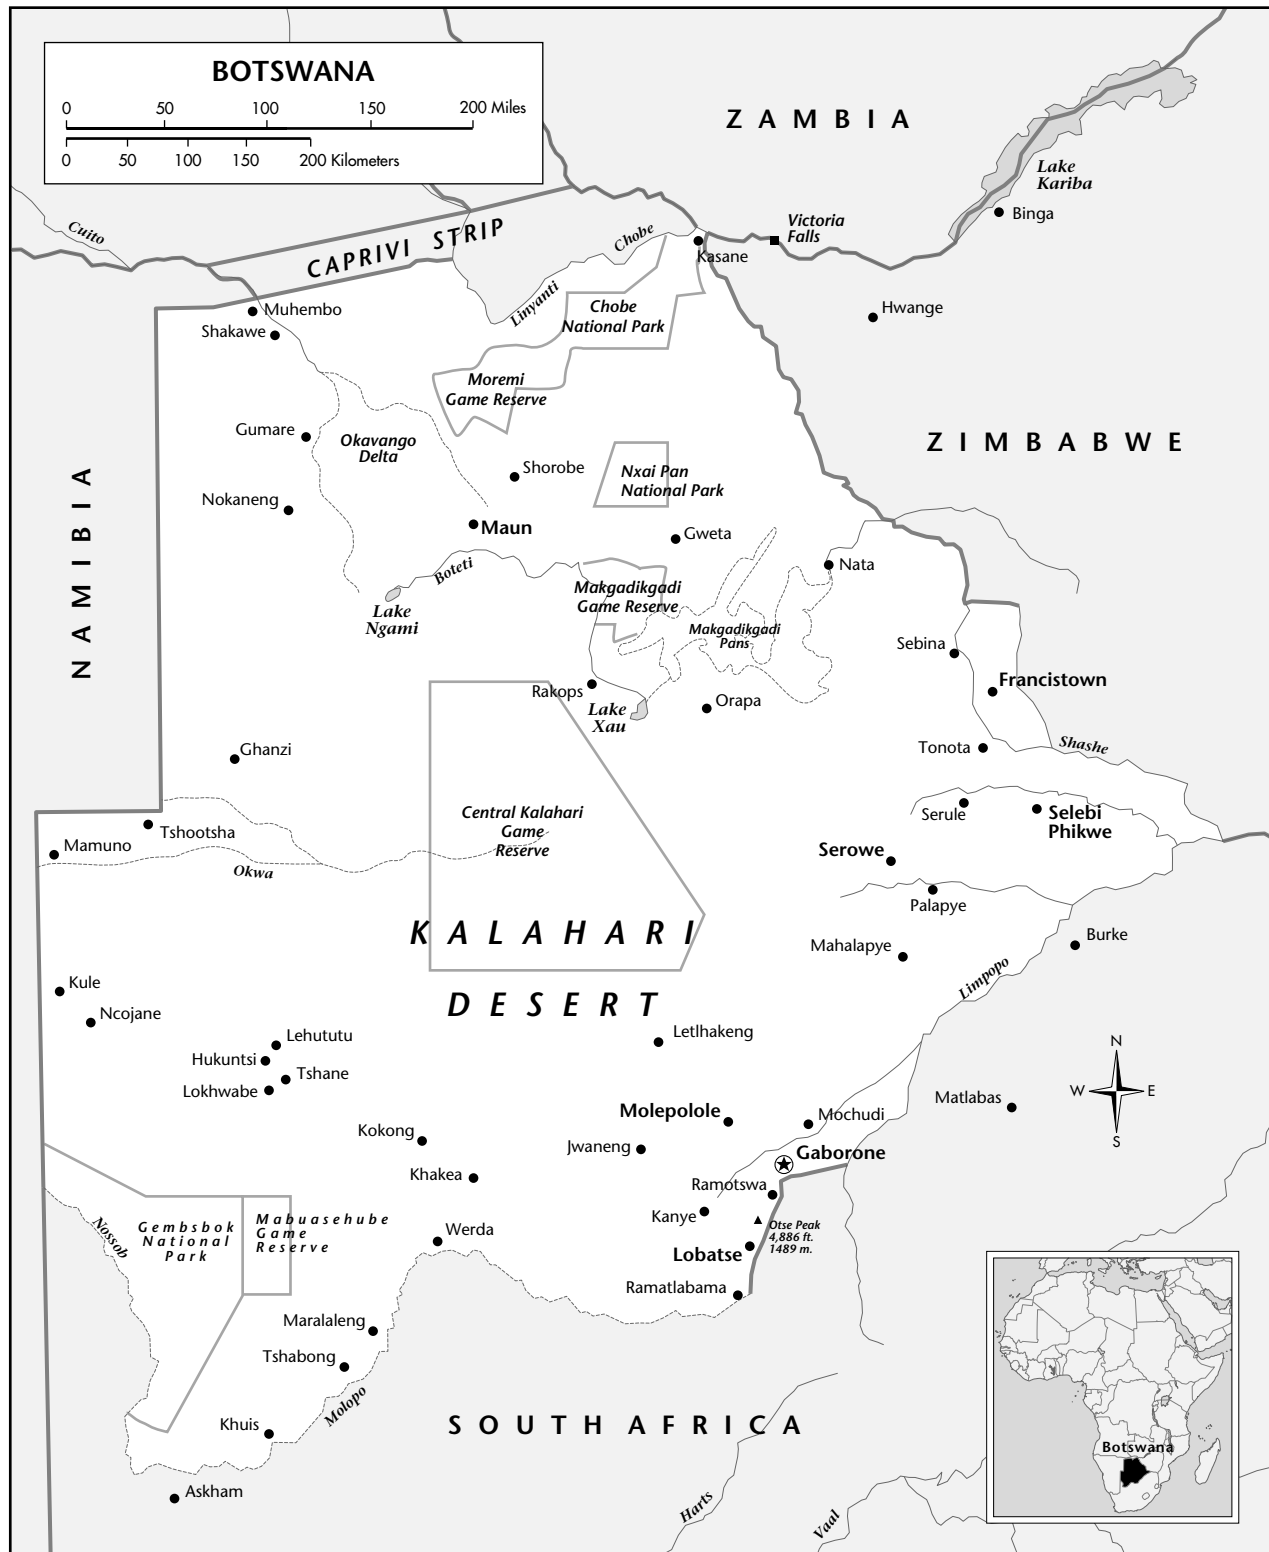 BOTSWANA
0 50 100 150 200 Miles
0 50 100 150 200 Kilometers
ZAMBIA
Lake
Kariba
Binga
Victoria
Falls
Cuito
CAPRIVI STRIP
Chobe
Kasane
Linyanti
Muhembo
Shakawe
Chobe
National Park
Hwange
Moremi
Game Reserve
Gumare
Okavango
Delta
ZIMBABWE
Shorobe
Nxai Pan
National Park
NAMIBIA
Nokaneng
Maun
Gweta
Nata
Boteti
Makgadikgadi
Game Reserve
Lake
Ngami
Makgadikgadi
Pans
Sebina
Francistown
Rakops
Lake
Xau
Orapa
Ghanzi
Tonota
Shashe
Central Kalahari
Game
Reserve
Serule
Selebi
Phikwe
Tshootsha
Mamuno
Okwa
Serowe
Palapye
KALAHARI
DESERT
Mahalapye
Burke
Limpopo
Kule
Ncojane
Lehututu
Hukuntsi
Tshane
Lokhwabe
Letlhakeng
N
W E
S
Matlabas
Molepolole
Mochudi
Kokong
Jwaneng
Gaborone
Khakea
Ramotswa
Kanye
Otse Peak
4,886 ft.
1489 m.
Nossob
Gembsbok
National
Park
Mabuasehube
Game
Reserve
Werda
Lobatse
Ramatlabama
Maralaleng
Tshabong
Molopo
Khuis
SOUTH AFRICA
Botswana
Askham
Harts
Vaal